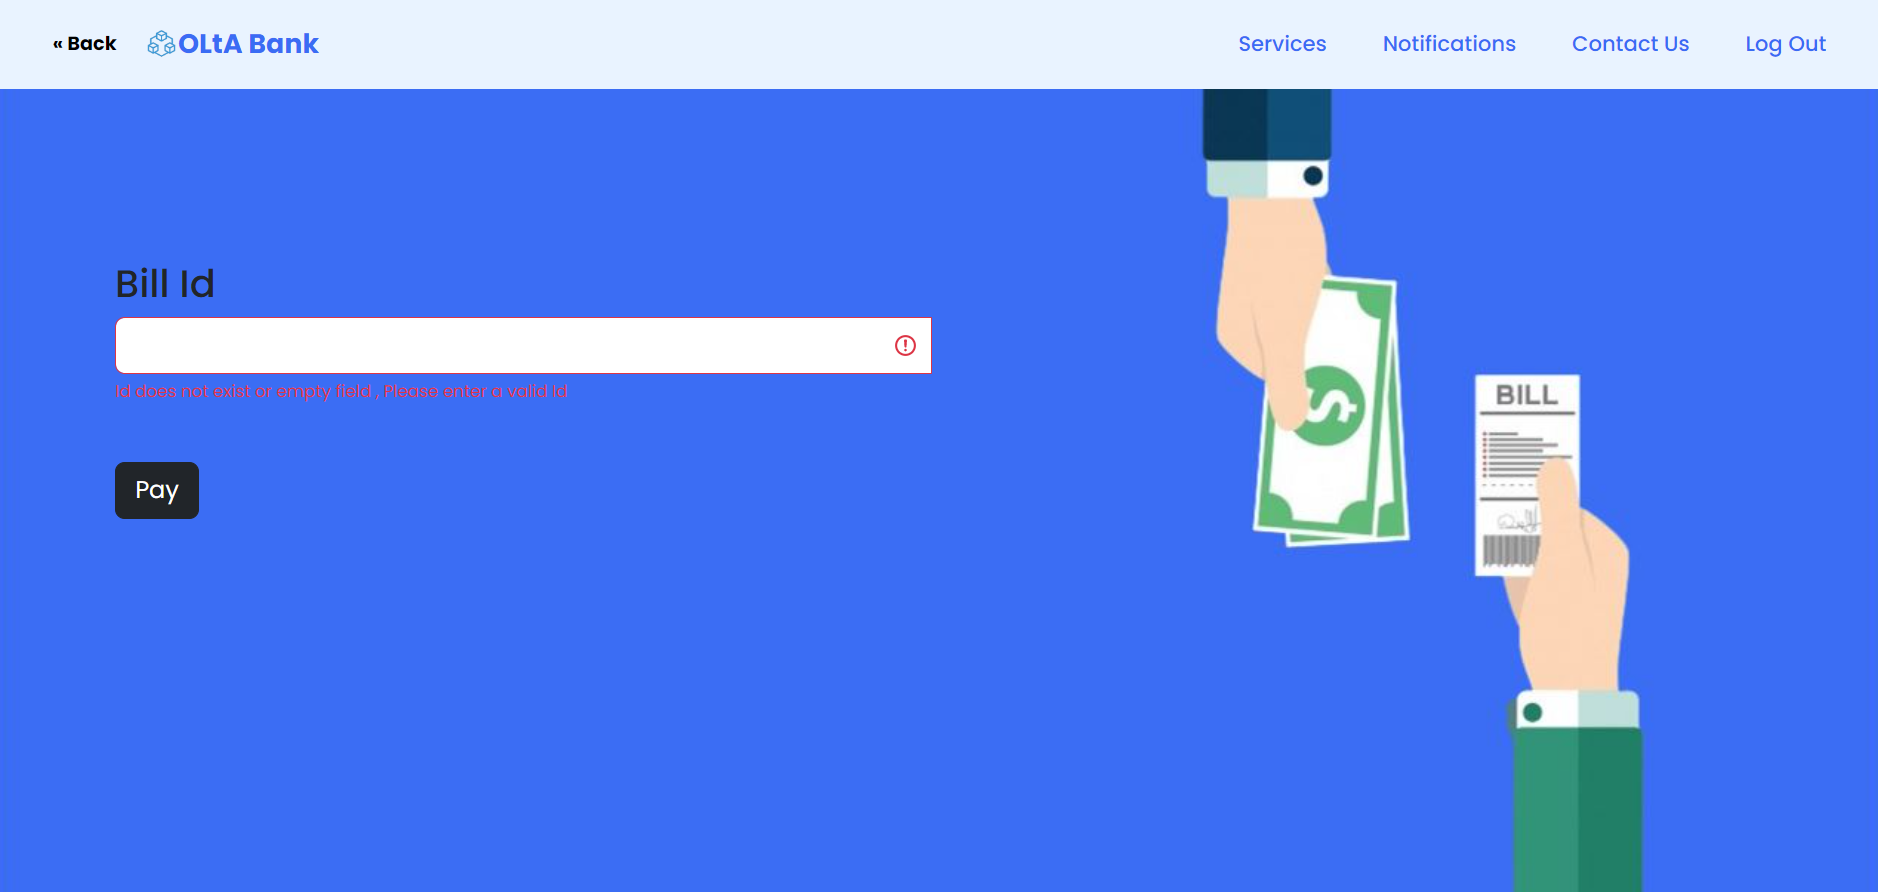 « Back
OLtA Bank
Services
Notifications
Contact Us
Log Out
Bill Id
Id does not exist or empty field , Please enter a valid Id
Pay
$
BILL